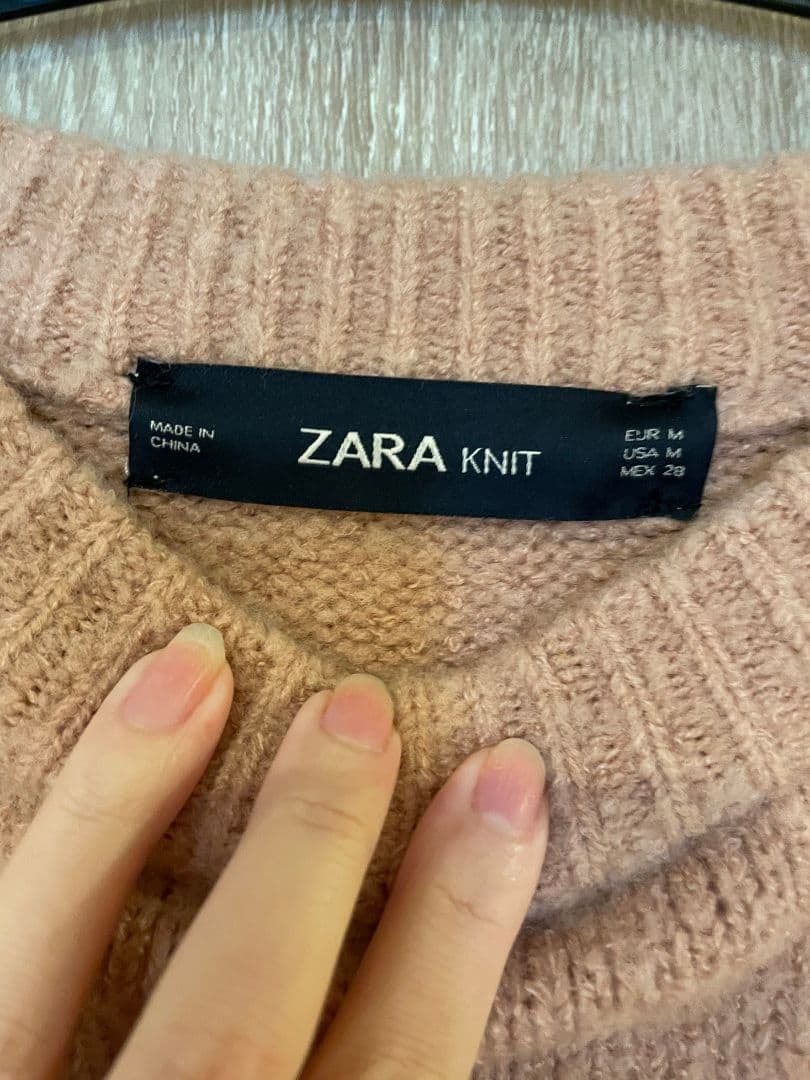 MADE IN
CHINA
ZARA KNIT
EUR M
USA M
MEX 28